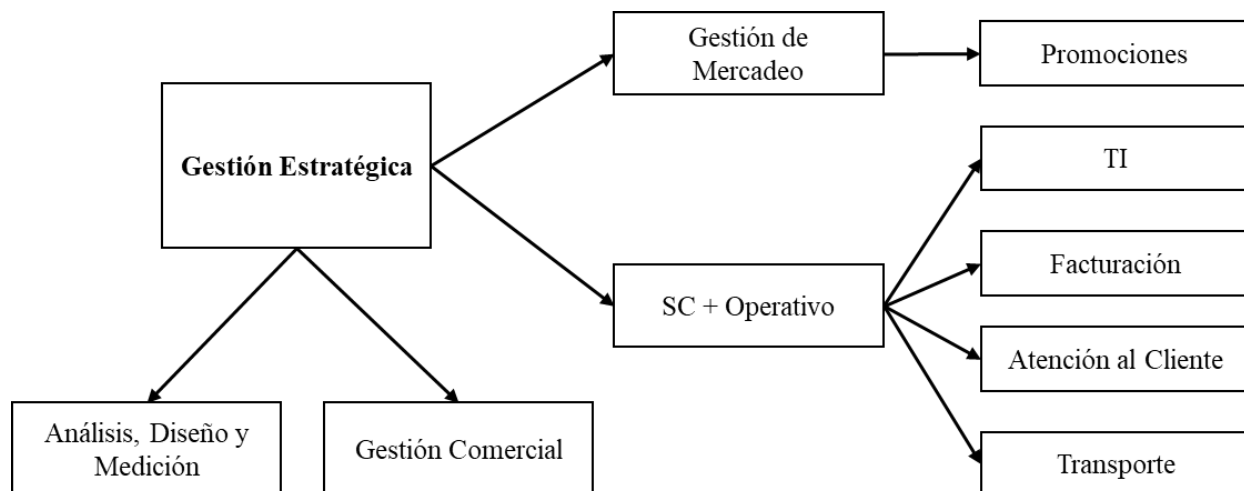 Gestión de
Mercadeo
Promociones
Gestión Estratégica
TI
SC + Operativo
Facturación
Atención al Cliente
Transporte
Análisis, Diseño y
Medición
Gestión Comercial